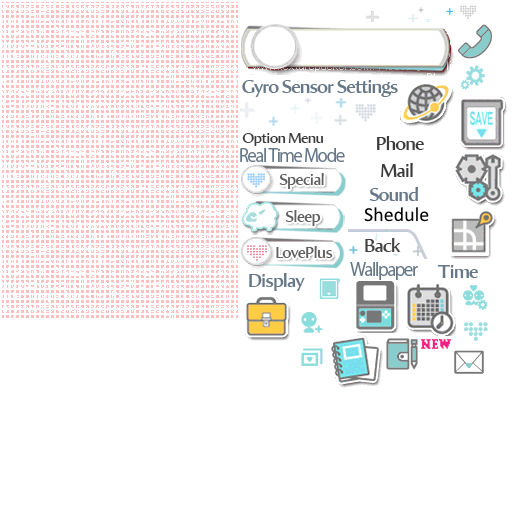 Gyro Sensor Settings
SAVE
Option Menu
Phone
Real Time Mode
Mail
Special
Sound
Sleep
Shedule
LovePlus
Back
Wallpaper
Time
Display
NEW